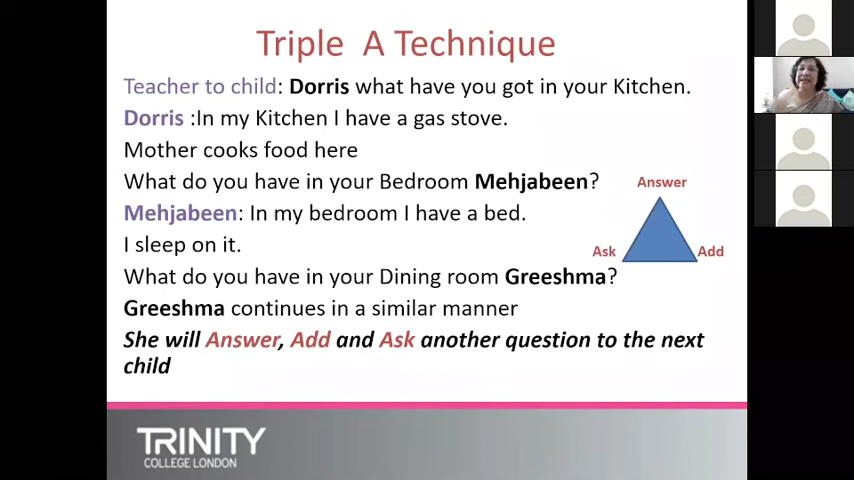 Triple A Technique
Teacher to child: Dorris what have you got in your Kitchen.
Dorris :In my Kitchen I have a gas stove.
Mother cooks food here
What do you have in your Bedroom Mehjabeen?
Answer
Mehjabeen: In my bedroom I have a bed.
I sleep on it.
Ask
Add
What do you have in your Dining room Greeshma?
Greeshma continues in a similar manner
She will Answer, Add and Ask another question to the next
child
TRINITY
COLLEGE LONDON